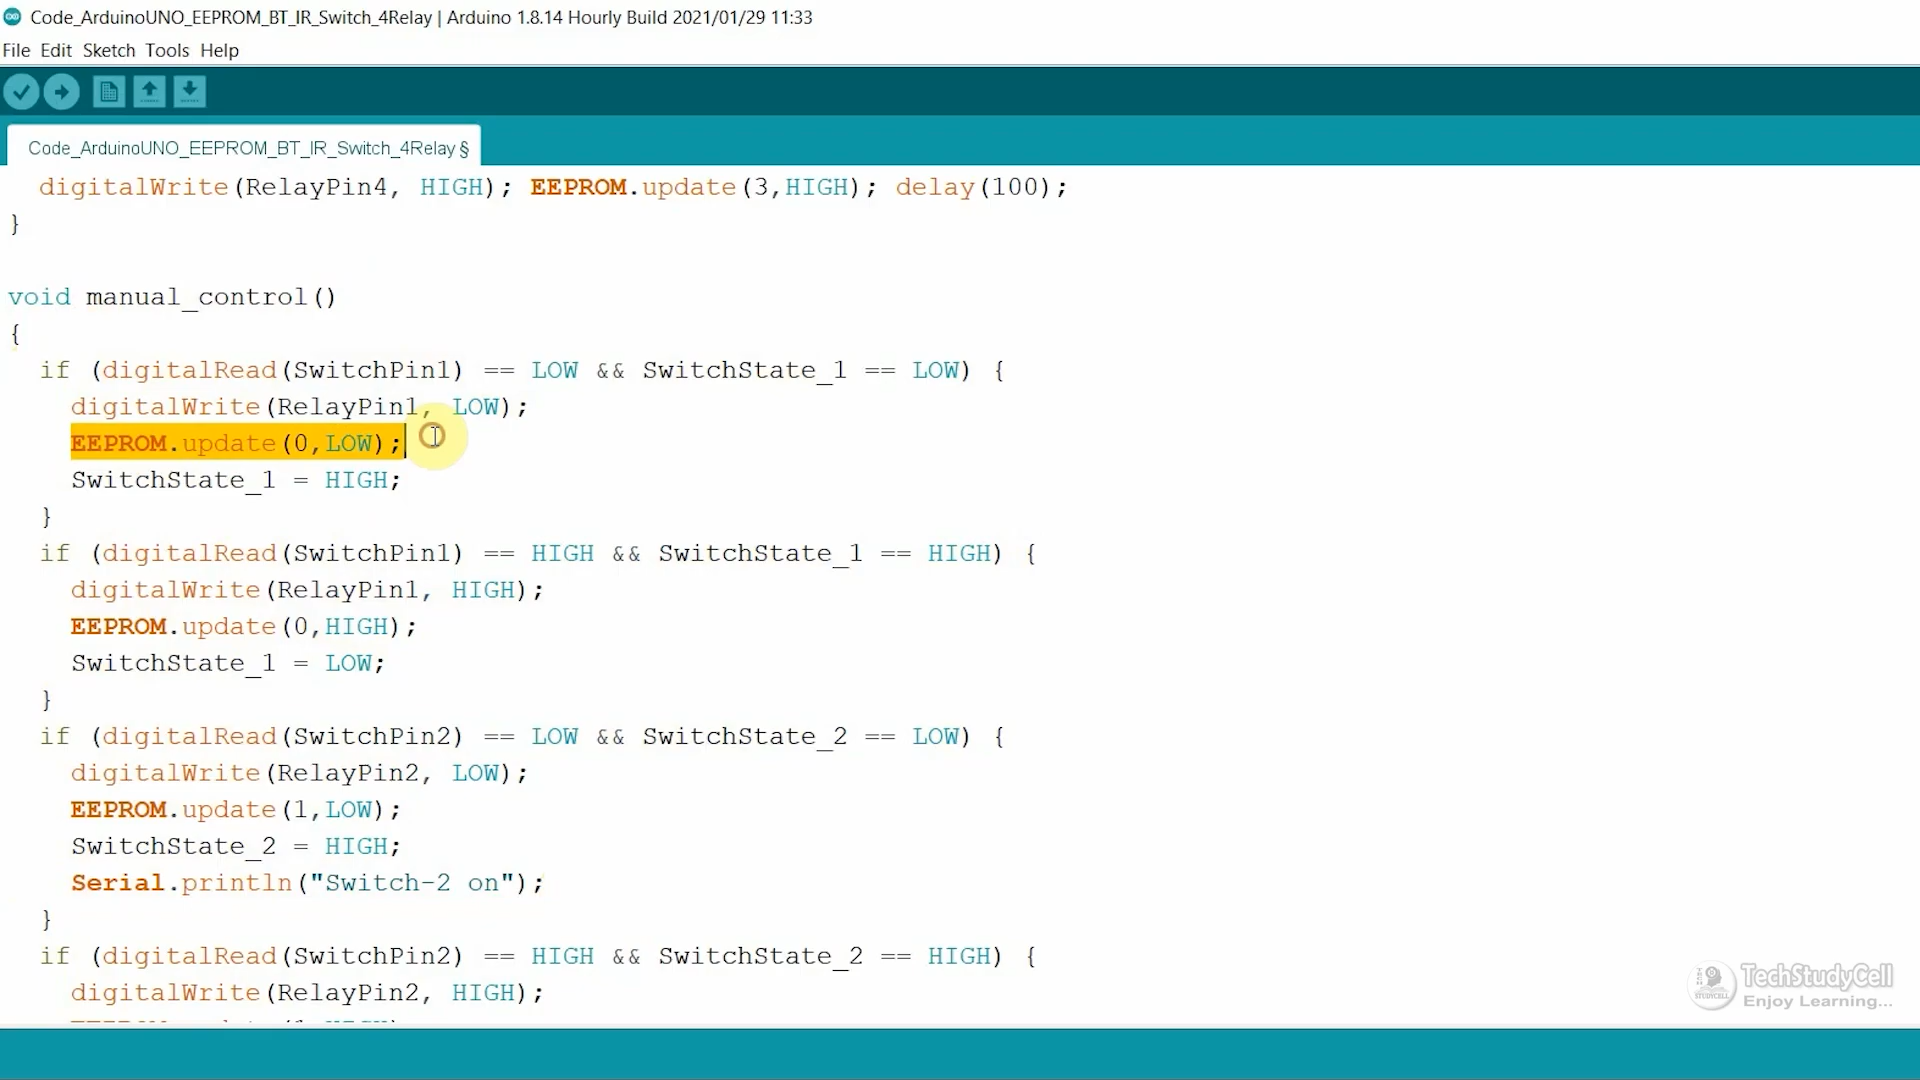 Code_ArduinoUNO_EEPROM_BT_IR_Switch_4Relay | Arduino 1.8.14 Hourly Build 2021/01/29 11:33
File Edit Sketch Tools Help
Code_ArduinoUNO_EEPROM_BT_IR_Switch_4Relay §
digitalWrite(RelayPin4, HIGH); EEPROM.update(3,HIGH); delay(100);
}
void manual_control()
{
if (digitalRead(SwitchPin1) == LOW && SwitchState_1 == LOW) {
digitalWrite(RelayPin1, LOW);
EEPROM.update(0,LOW);
SwitchState_1 = HIGH;
}
if (digitalRead(SwitchPin1) == HIGH && SwitchState_1 == HIGH) {
digitalWrite(RelayPin1, HIGH);
EEPROM.update(0,HIGH);
SwitchState_1 = LOW;
}
if (digitalRead(SwitchPin2) == LOW && SwitchState_2 == LOW) {
digitalWrite(RelayPin2, LOW);
EEPROM.update(1,LOW);
SwitchState_2 = HIGH;
Serial.println("Switch-2 on");
}
if (digitalRead(SwitchPin2) == HIGH && SwitchState_2 == HIGH) {
digitalWrite(RelayPin2, HIGH);
TechStudyCell
Enjoy Learning...